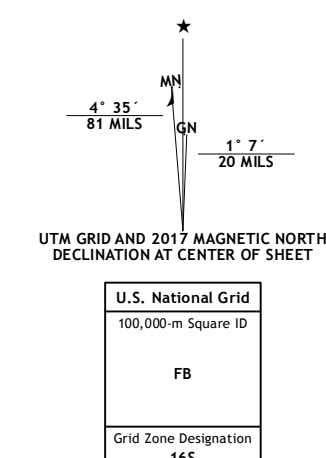 MN
4° 35´
81 MILS
GN
1° 7´
20 MILS
UTM GRID AND 2017 MAGNETIC NORTH
DECLINATION AT CENTER OF SHEET
U.S. National Grid
100,000-m Square ID
FB
Grid Zone Designation
16S